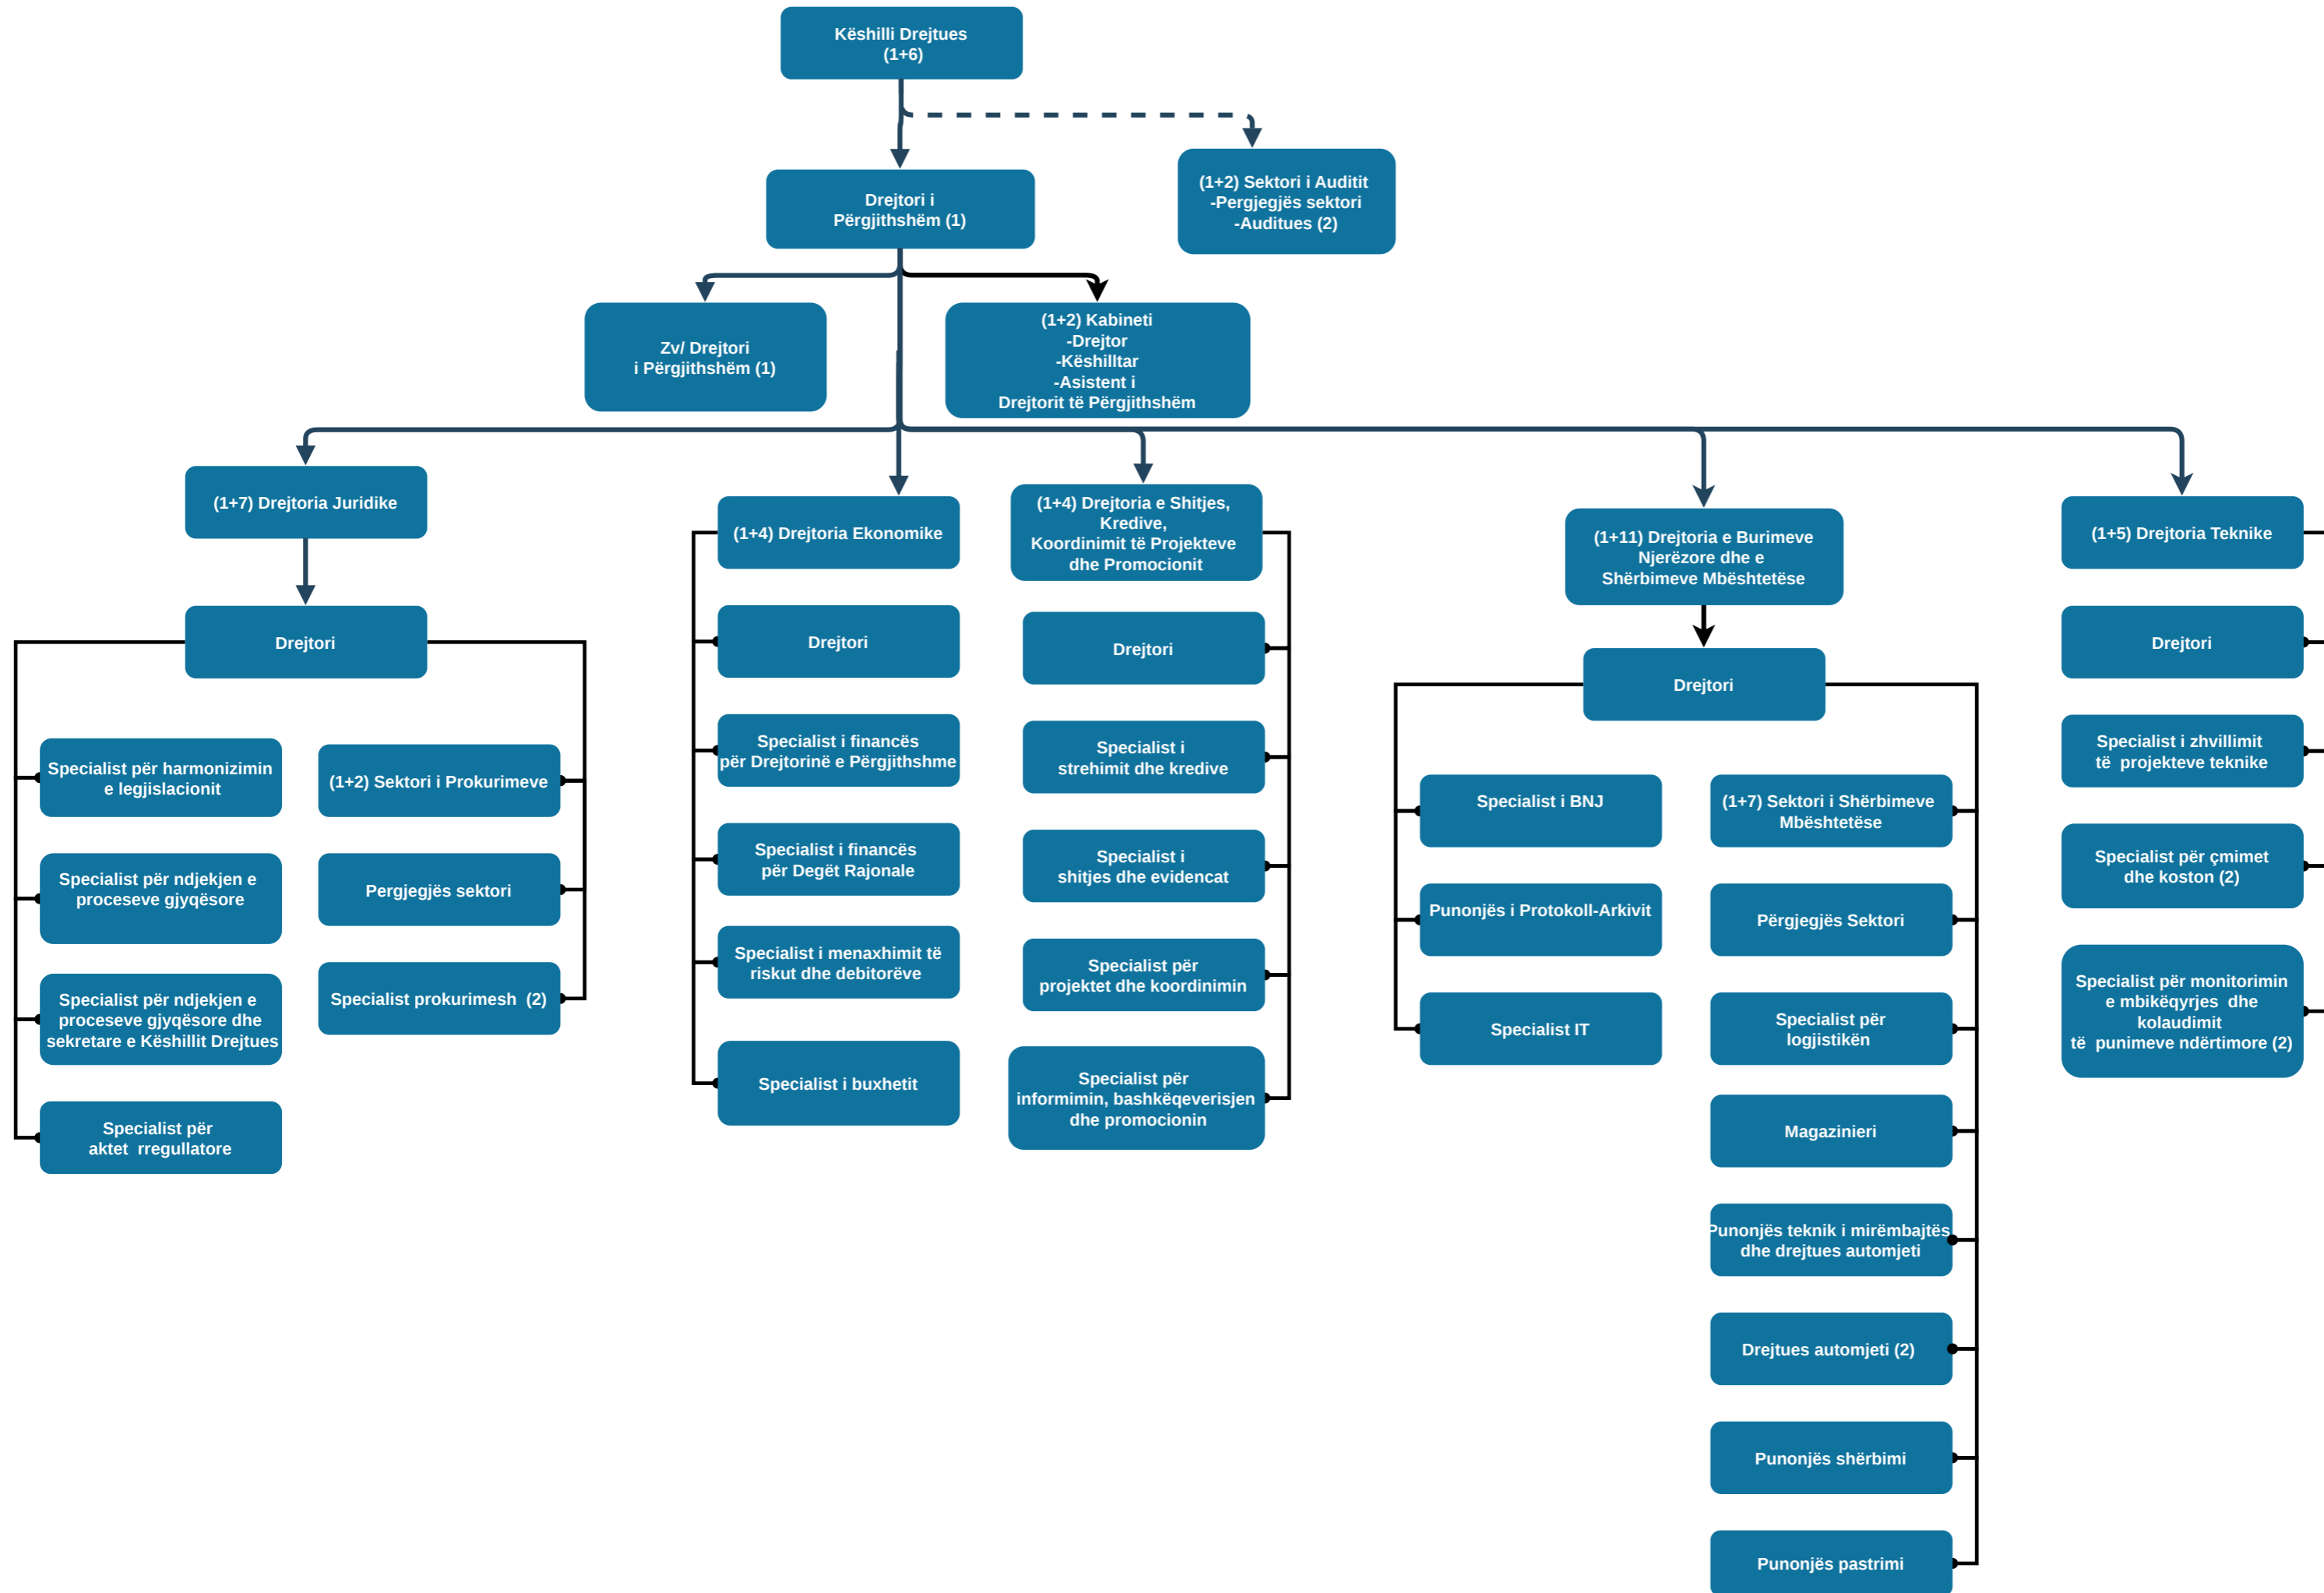 Këshilli Drejtues
(1+6)
Drejtori i
Përgjithshëm (1)
(1+2) Sektori i Auditit
-Pergjegjës sektori
-Auditues (2)
Zv/ Drejtori
i Përgjithshëm (1)
(1+2) Kabineti
-Drejtor
-Këshilltar
-Asistent i
Drejtorit të Përgjithshëm
(1+7) Drejtoria Juridike
Drejtori
Specialist për harmonizimin
e legjislacionit
Specialist për ndjekjen e
proceseve gjyqësore
Specialist për ndjekjen e
proceseve gjyqësore dhe
sekretare e Këshillit Drejtues
Specialist për
aktet  rregullatore
(1+2) Sektori i Prokurimeve
Pergjegjës sektori
Specialist prokurimesh  (2)
(1+4) Drejtoria Ekonomike
Drejtori
Specialist i financës
për Drejtorinë e Përgjithshme
Specialist i financës
për Degët Rajonale
Specialist i menaxhimit të
riskut dhe debitorëve
Specialist i buxhetit
(1+4) Drejtoria e Shitjes,
Kredive,
Koordinimit të Projekteve
dhe Promocionit
Drejtori
Specialist i
strehimit dhe kredive
Specialist i
shitjes dhe evidencat
Specialist për
projektet dhe koordinimin
Specialist për
informimin, bashkëqeverisjen
dhe promocionin
(1+11) Drejtoria e Burimeve
Njerëzore dhe e
Shërbimeve Mbështetëse
Drejtori
Specialist i BNJ
Punonjës i Protokoll-Arkivit
Specialist IT
(1+7) Sektori i Shërbimeve
Mbështetëse
Përgjegjës Sektori
Specialist për
logjistikën
Magazinieri
Punonjës teknik i mirëmbajtës
dhe drejtues automjeti
Drejtues automjeti (2)
Punonjës shërbimi
Punonjës pastrimi
(1+5) Drejtoria Teknike
Drejtori
Specialist i zhvillimit
të  projekteve teknike
Specialist për çmimet
dhe koston (2)
Specialist për monitorimin
e mbikëqyrjes  dhe
kolaudimit
të  punimeve ndërtimore (2)